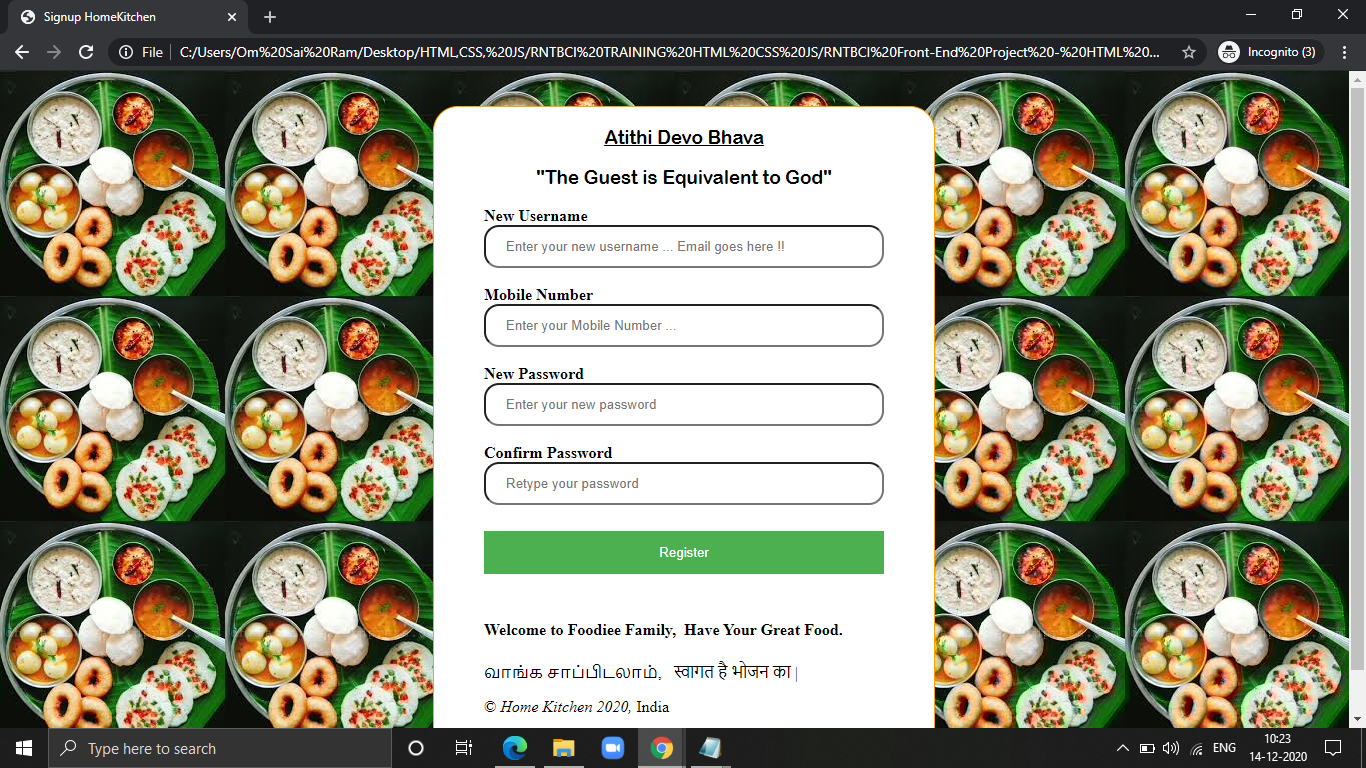 Signup HomeKitchen
File
C:/Users/Om%20Sai%20Ram/Desktop/HTML,CSS,%20JS/RNTBCI%20TRAINING%20HTML%20CSS%20JS/RNTBCI%20Front-End%20Project%20-%20HTML%20...
Incognito (3)
Atithi Devo Bhava
"The Guest is Equivalent to God"
New Username
Enter your new username ... Email goes here !!
Mobile Number
Enter your Mobile Number ...
New Password
Enter your new password
Confirm Password
Retype your password
Register
Welcome to Foodiee Family,  Have Your Great Food.
வாங்க சாப்பிடலாம்,   स्वागत है भोजन का |
© Home Kitchen 2020, India
Type here to search
ENG
10:23
14-12-2020